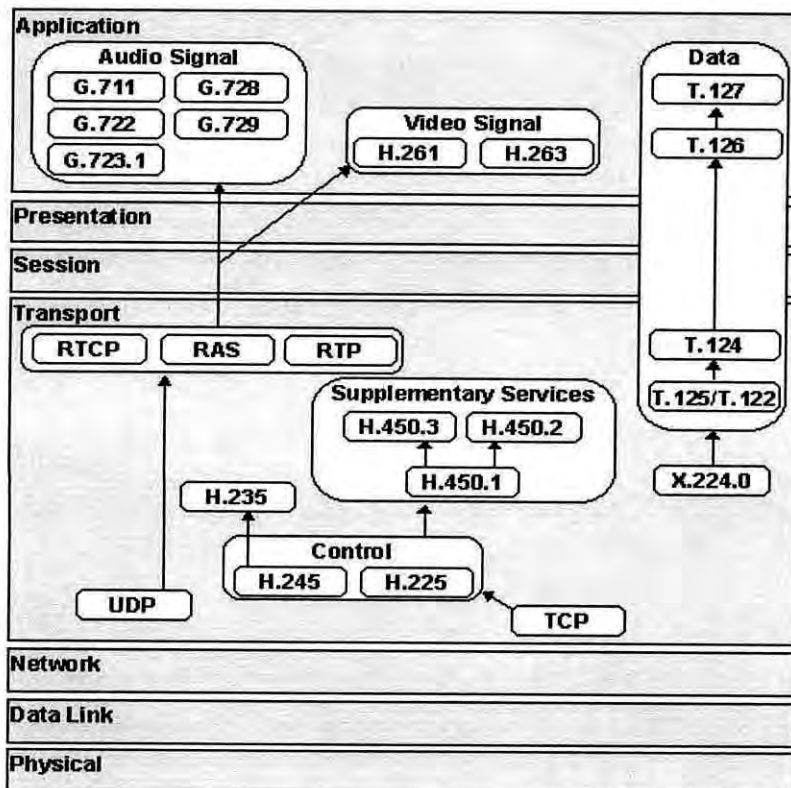 Application
Audio Signal
G.711
G.728
G.722
G.729
G.723.1
Video Signal
H.261
H.263
Data
T.127
T.126
Presentation
Session
Transport
RTCP
RAS
RTP
T.124
T.125/T.122
Supplementary Services
H.450.3
H.450.2
H.450.1
X.224.0
H.235
Control
H.245
H.225
UDP
TCP
Network
Data Link
Physical